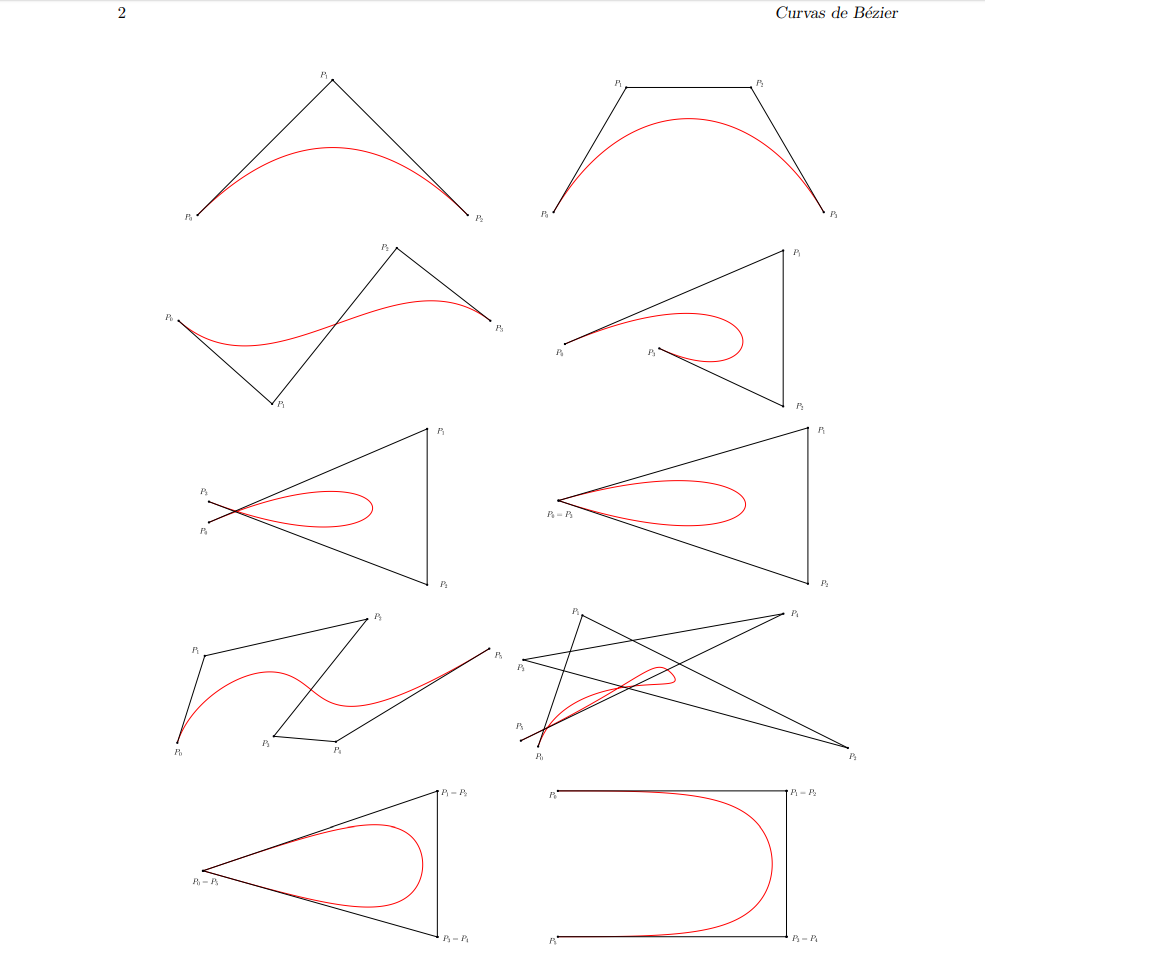 2
Curvas de Bézier
P₁
P₀
P₂
P₁
P₂
P₀
P₃
P₂
P₀
P₃
P₁
P₁
P₀
P₃
P₂
P₁
P₃
P₀
P₂
P₁
P₀ = P₃
P₂
P₂
P₁
P₅
P₀
P₃
P₄
P₁
P₄
P₃
P₅
P₀
P₂
P₁ = P₂
P₀ = P₅
P₃ = P₄
P₀
P₁ = P₂
P₅
P₃ = P₄